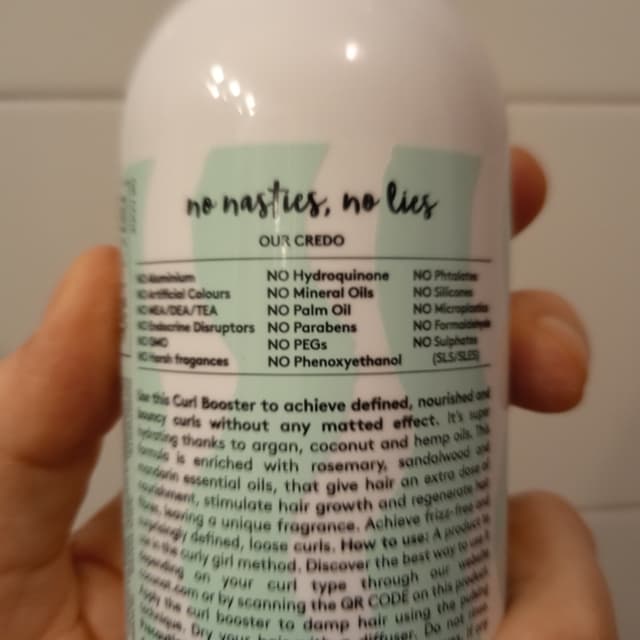 no nasties, no lies
OUR CREDO
NO Aluminium NO Hydroquinone NO Phtalates
NO Artificial Colours NO Mineral Oils NO Silicones
NO MEA/DEA/TEA NO Palm Oil NO Microplastics
NO Endocrine Disruptors NO Parabens NO Formaldehyde
NO GMO NO PEGs NO Sulphates
NO Harsh fragances NO Phenoxyethanol (SLS/SLES)
Use this Curl Booster to achieve defined, nourished and
bouncy curls without any matted effect. It's super
hydrating thanks to argan, coconut and hemp oils. This
formula is enriched with rosemary, sandalwood and
mandarin essential oils, that give hair an extra dose of
nourishment, stimulate hair growth and regenerate hair
leaving a unique fragrance. Achieve frizz-free and
surprisingly defined, loose curls. How to use: A product to
use in the curly girl method. Discover the best way to use it
depending on your curl type through our website
or by scanning the QR CODE on this product.
Apply the curl booster to damp hair using the
technique. Dry your hair with a diffuser. Do not